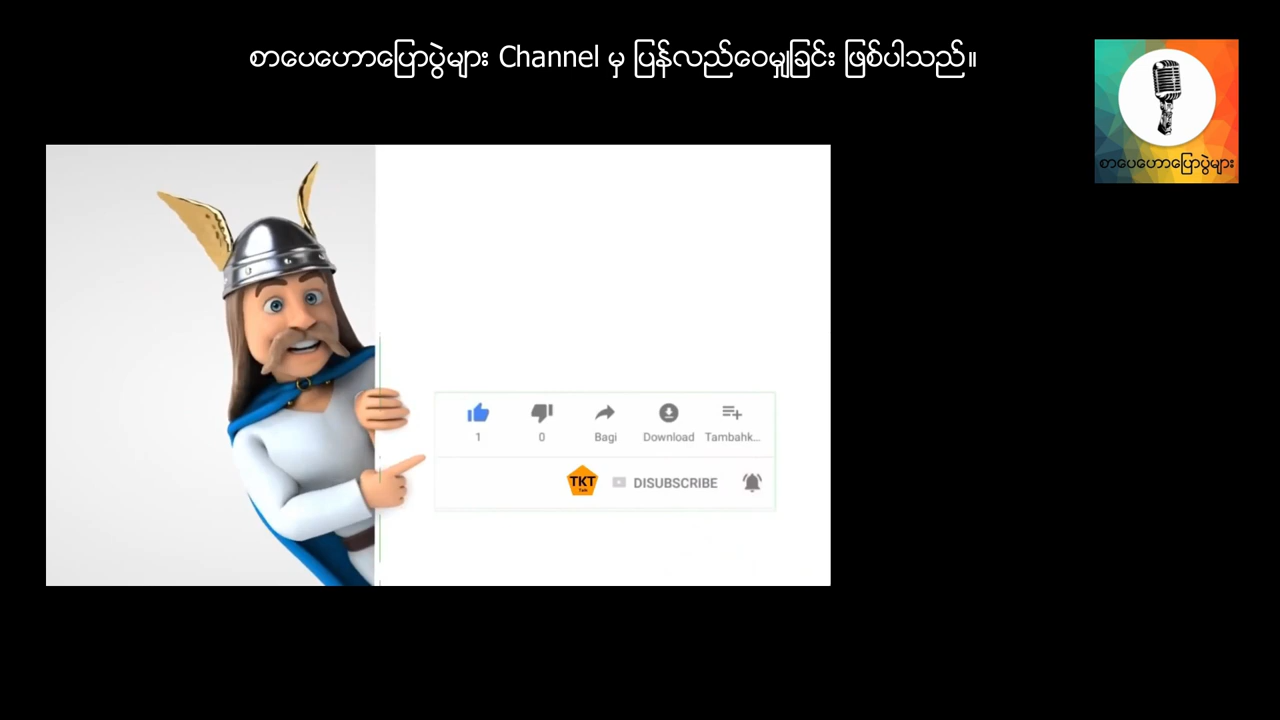 စာပေဟောပြောပွဲများ Channel မှ ပြန်လည်ဝေမျှခြင်း ဖြစ်ပါသည်။
စာပေဟောပြောပွဲများ
1 0 Bagi Download Tambahk...
TKT
Talk
DISUBSCRIBE